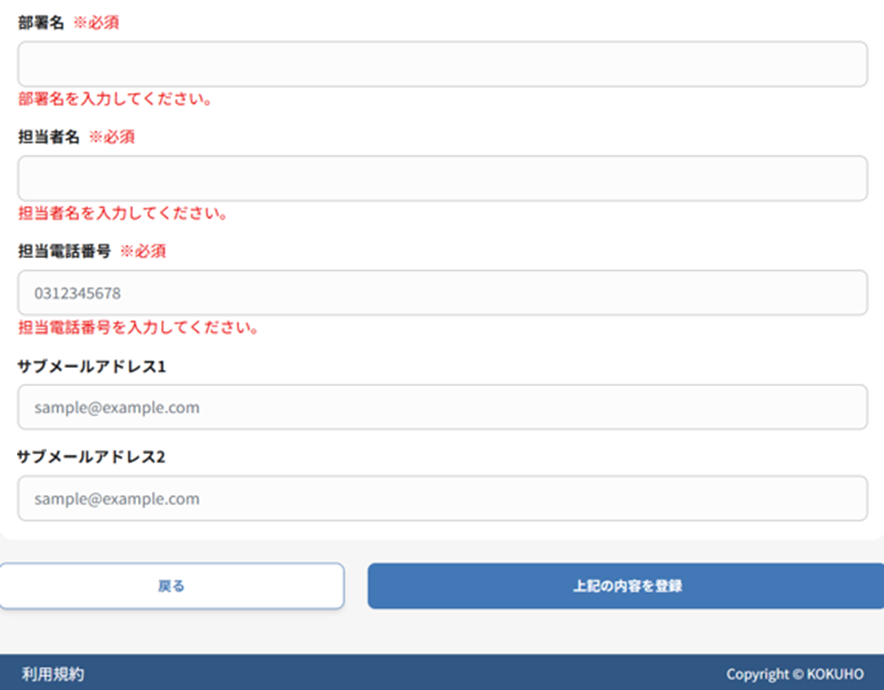 部署名 ※必須
部署名を入力してください。
担当者名 ※必須
担当者名を入力してください。
担当電話番号 ※必須
0312345678
担当電話番号を入力してください。
サブメールアドレス1
sample@example.com
サブメールアドレス2
sample@example.com
戻る 上記の内容を登録
利用規約 Copyright © KOKUHO